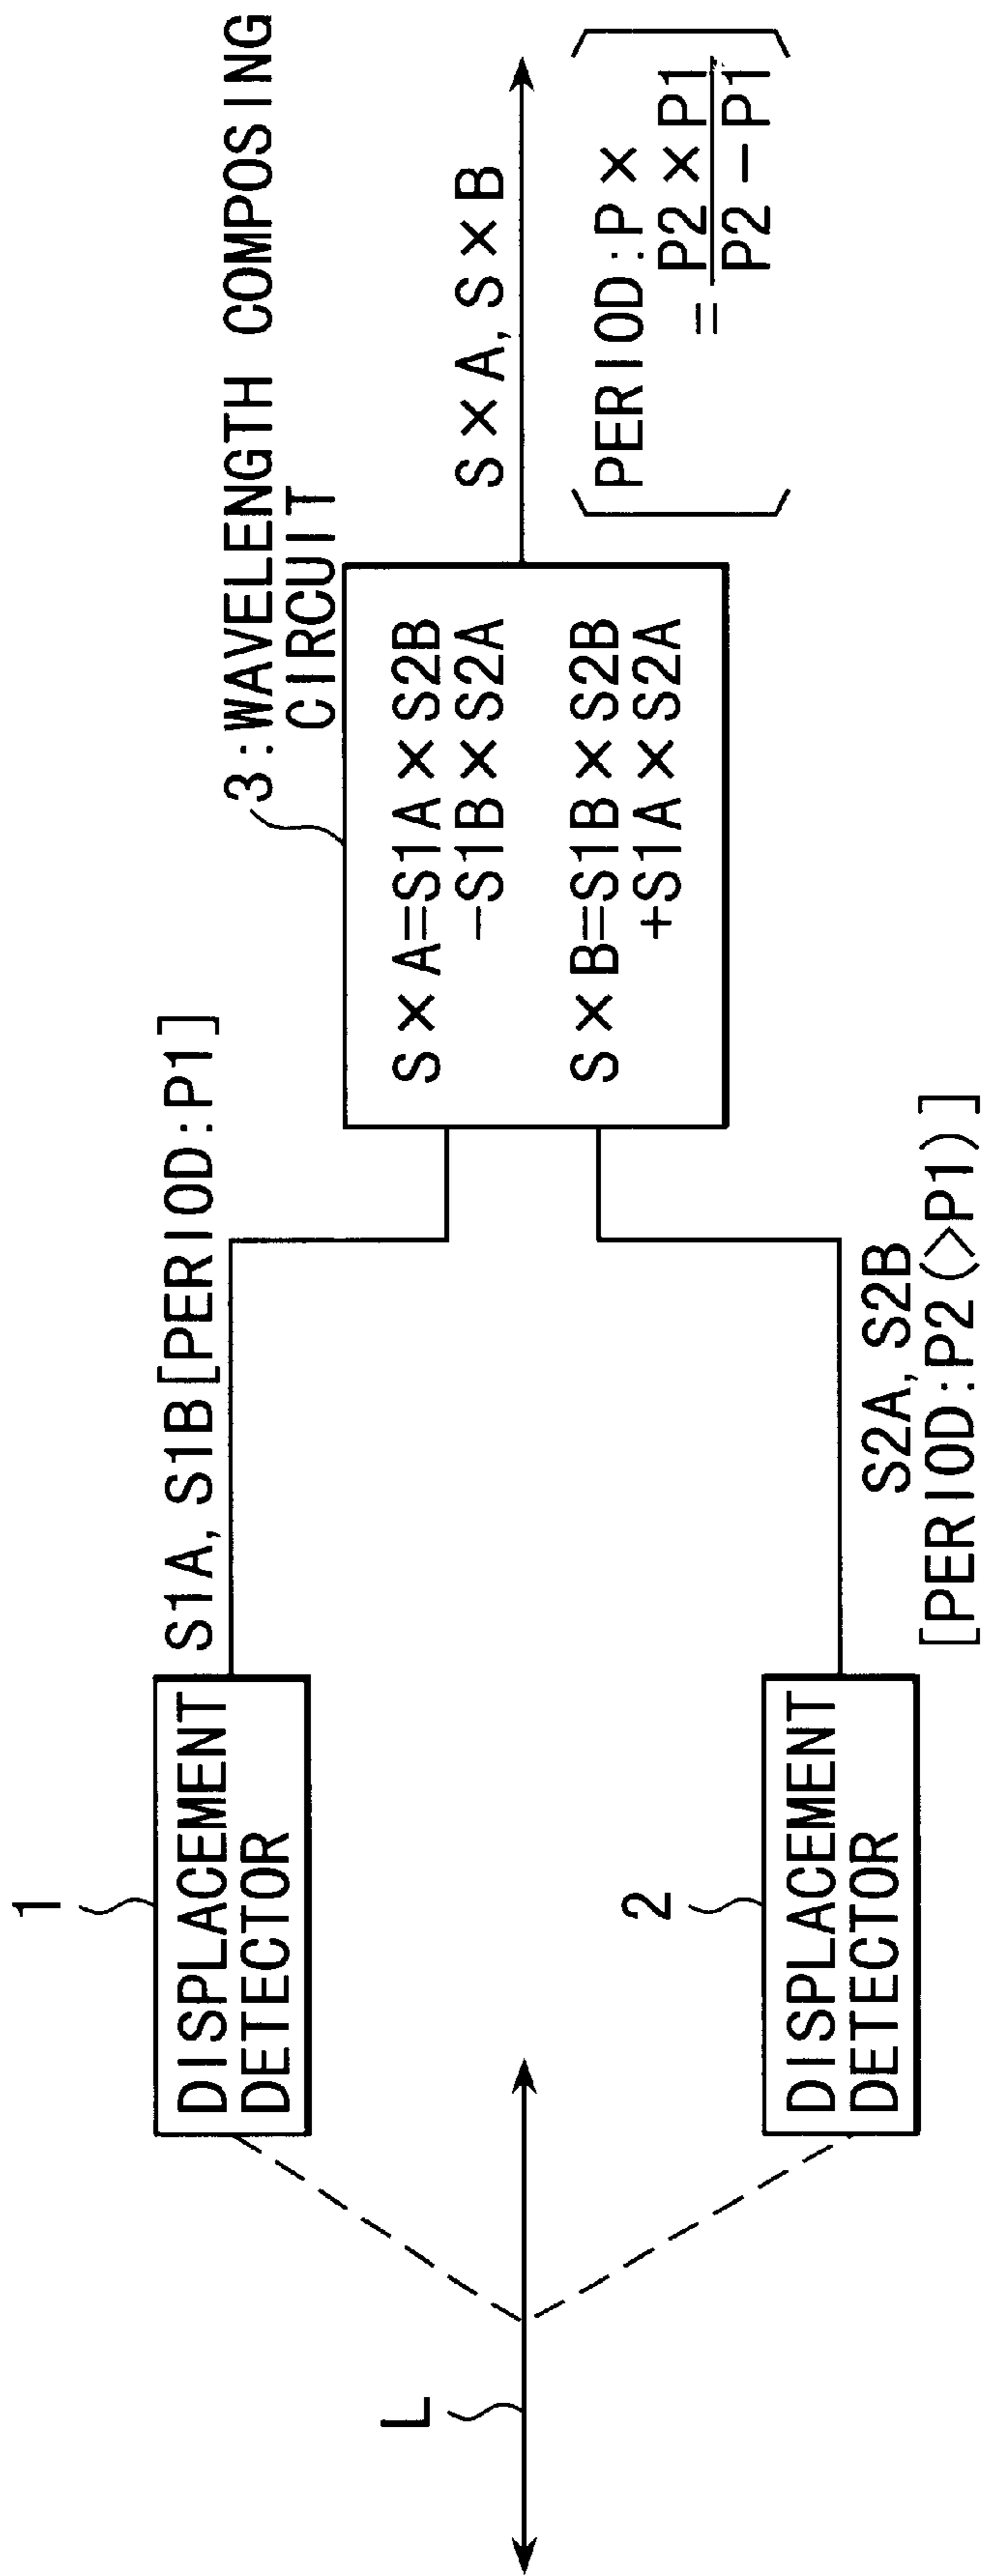 1
DISPLACEMENT
DETECTOR
S1A, S1B[PERIOD:P1]
3:WAVELENGTH COMPOSING
CIRCUIT
S×A=S1A×S2B
-S1B×S2A
S×B=S1B×S2B
+S1A×S2A
S×A, S×B
PERIOD:P×
= P2×P1
P2-P1
L
2
DISPLACEMENT
DETECTOR
S2A, S2B
[PERIOD:P2(>P1)]